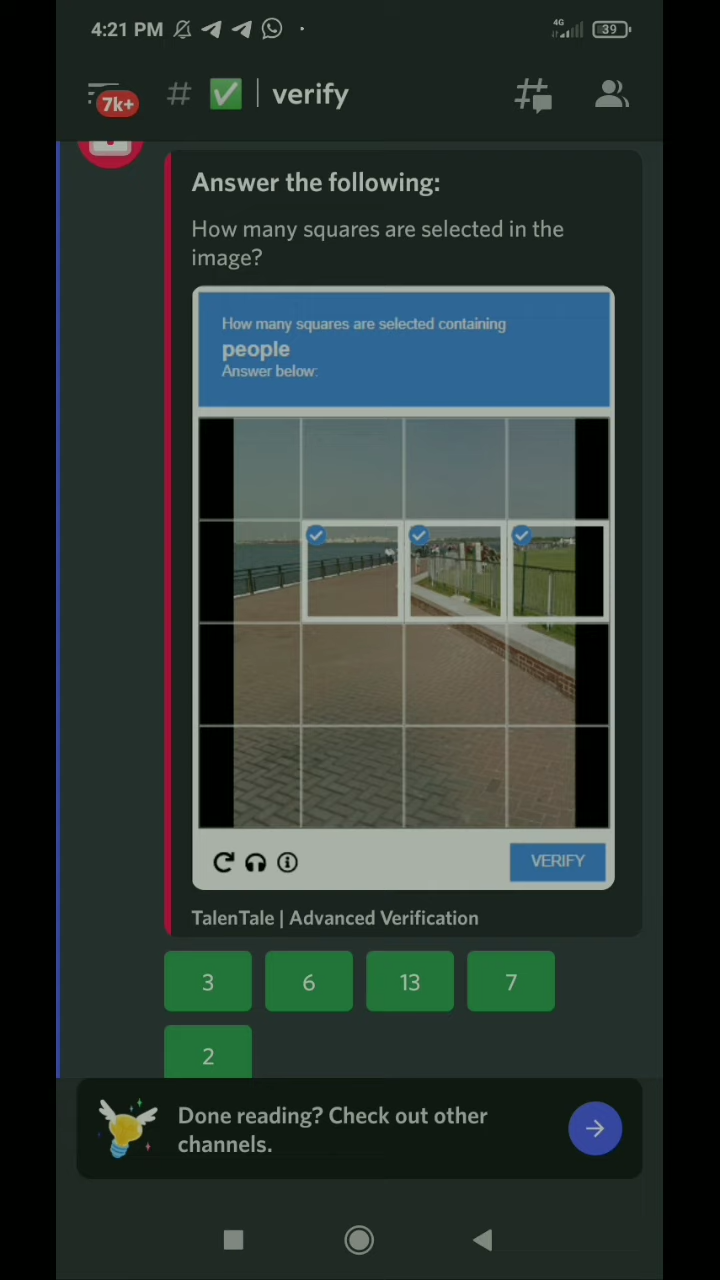 4:21 PM 4G 39
7k+ # | verify
Answer the following:
How many squares are selected in the
image?
How many squares are selected containing
people
Answer below:
VERIFY
TalenTale | Advanced Verification
3 6 13 7
2
Done reading? Check out other
channels.